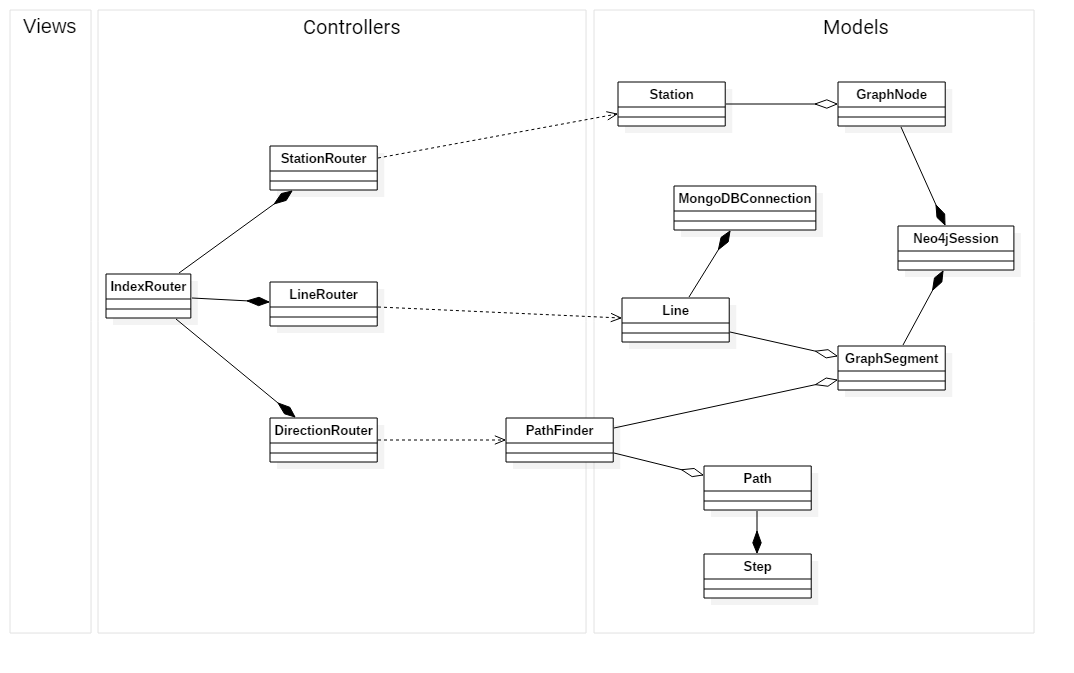 Views
Controllers
Models
Station
GraphNode
StationRouter
MongoDBConnection
Neo4jSession
IndexRouter
LineRouter
Line
GraphSegment
DirectionRouter
PathFinder
Path
Step